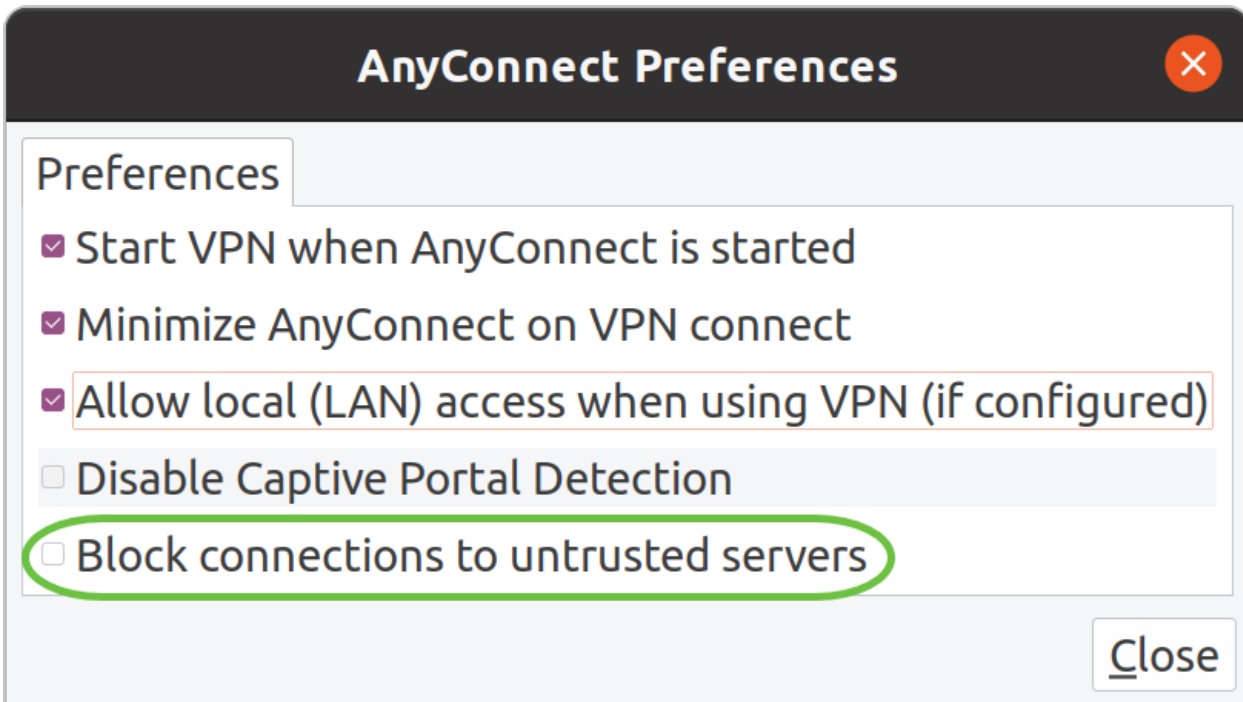 AnyConnect Preferences
Preferences
Start VPN when AnyConnect is started
Minimize AnyConnect on VPN connect
Allow local (LAN) access when using VPN (if configured)
Disable Captive Portal Detection
Block connections to untrusted servers
Close